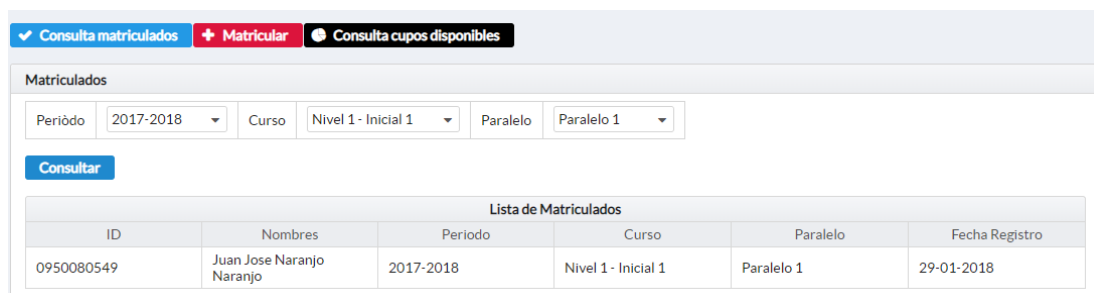 Consulta matriculados Matricular Consulta cupos disponibles
Matriculados
Periòdo 2017-2018 Curso Nivel 1 - Inicial 1 Paralelo Paralelo 1
Consultar
Lista de Matriculados
ID Nombres Periodo Curso Paralelo Fecha Registro
0950080549 Juan Jose Naranjo Naranjo 2017-2018 Nivel 1 - Inicial 1 Paralelo 1 29-01-2018